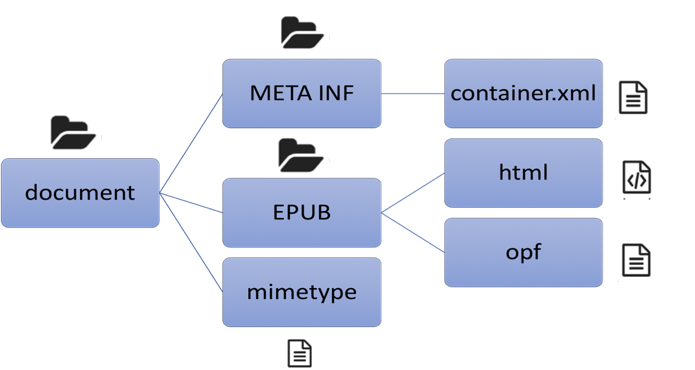 META INF
container.xml
document
html
EPUB
opf
mimetype